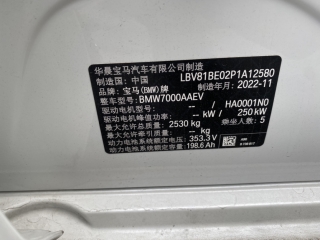 华晨宝马汽车有限公司制造
制造国：中国 LBV81BE02P1A12580
品牌：宝马(BMW)牌 制造年月：2022-11
整车型号：BMW7000AAEV
驱动电机型号： / HA0001N0
驱动电机峰值功率： -- kW / 250 kW
最大允许总质量： 2530 kg 乘坐人数： 5
最大允许牵引质量： -- kg
动力电池系统额定电压： 353.3 V
动力电池系统额定容量： 198.6 Ah